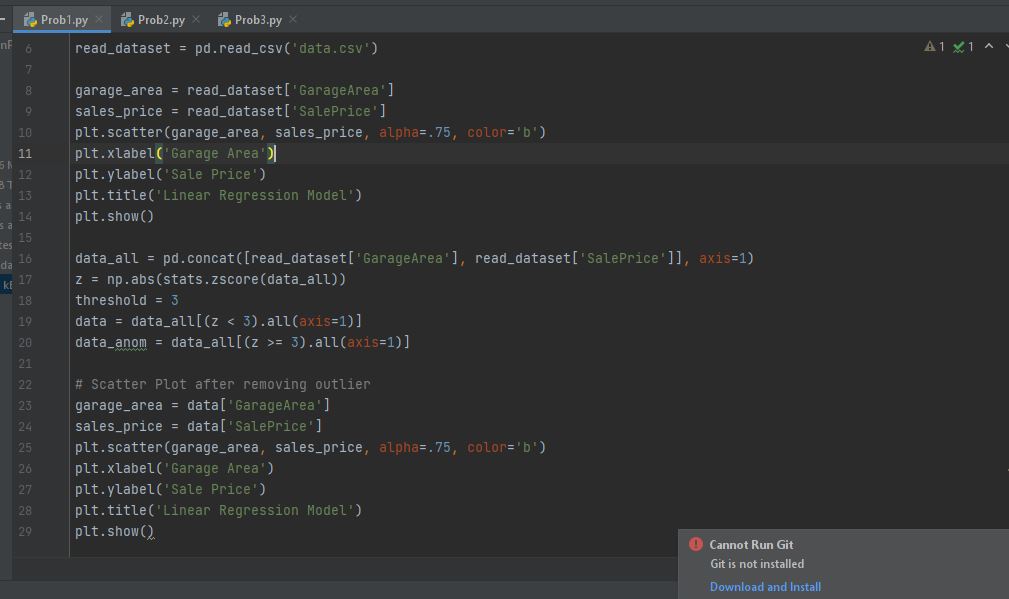 Prob1.py Prob2.py Prob3.py
6 read_dataset = pd.read_csv('data.csv') 1 1
7
8 garage_area = read_dataset['GarageArea']
9 sales_price = read_dataset['SalePrice']
10 plt.scatter(garage_area, sales_price, alpha=.75, color='b')
11 plt.xlabel('Garage Area')
12 plt.ylabel('Sale Price')
13 plt.title('Linear Regression Model')
14 plt.show()
15
16 data_all = pd.concat([read_dataset['GarageArea'], read_dataset['SalePrice']], axis=1)
17 z = np.abs(stats.zscore(data_all))
18 threshold = 3
19 data = data_all[(z < 3).all(axis=1)]
20 data_anom = data_all[(z >= 3).all(axis=1)]
21
22 # Scatter Plot after removing outlier
23 garage_area = data['GarageArea']
24 sales_price = data['SalePrice']
25 plt.scatter(garage_area, sales_price, alpha=.75, color='b')
26 plt.xlabel('Garage Area')
27 plt.ylabel('Sale Price')
28 plt.title('Linear Regression Model')
29 plt.show()
Cannot Run Git
Git is not installed
Download and Install